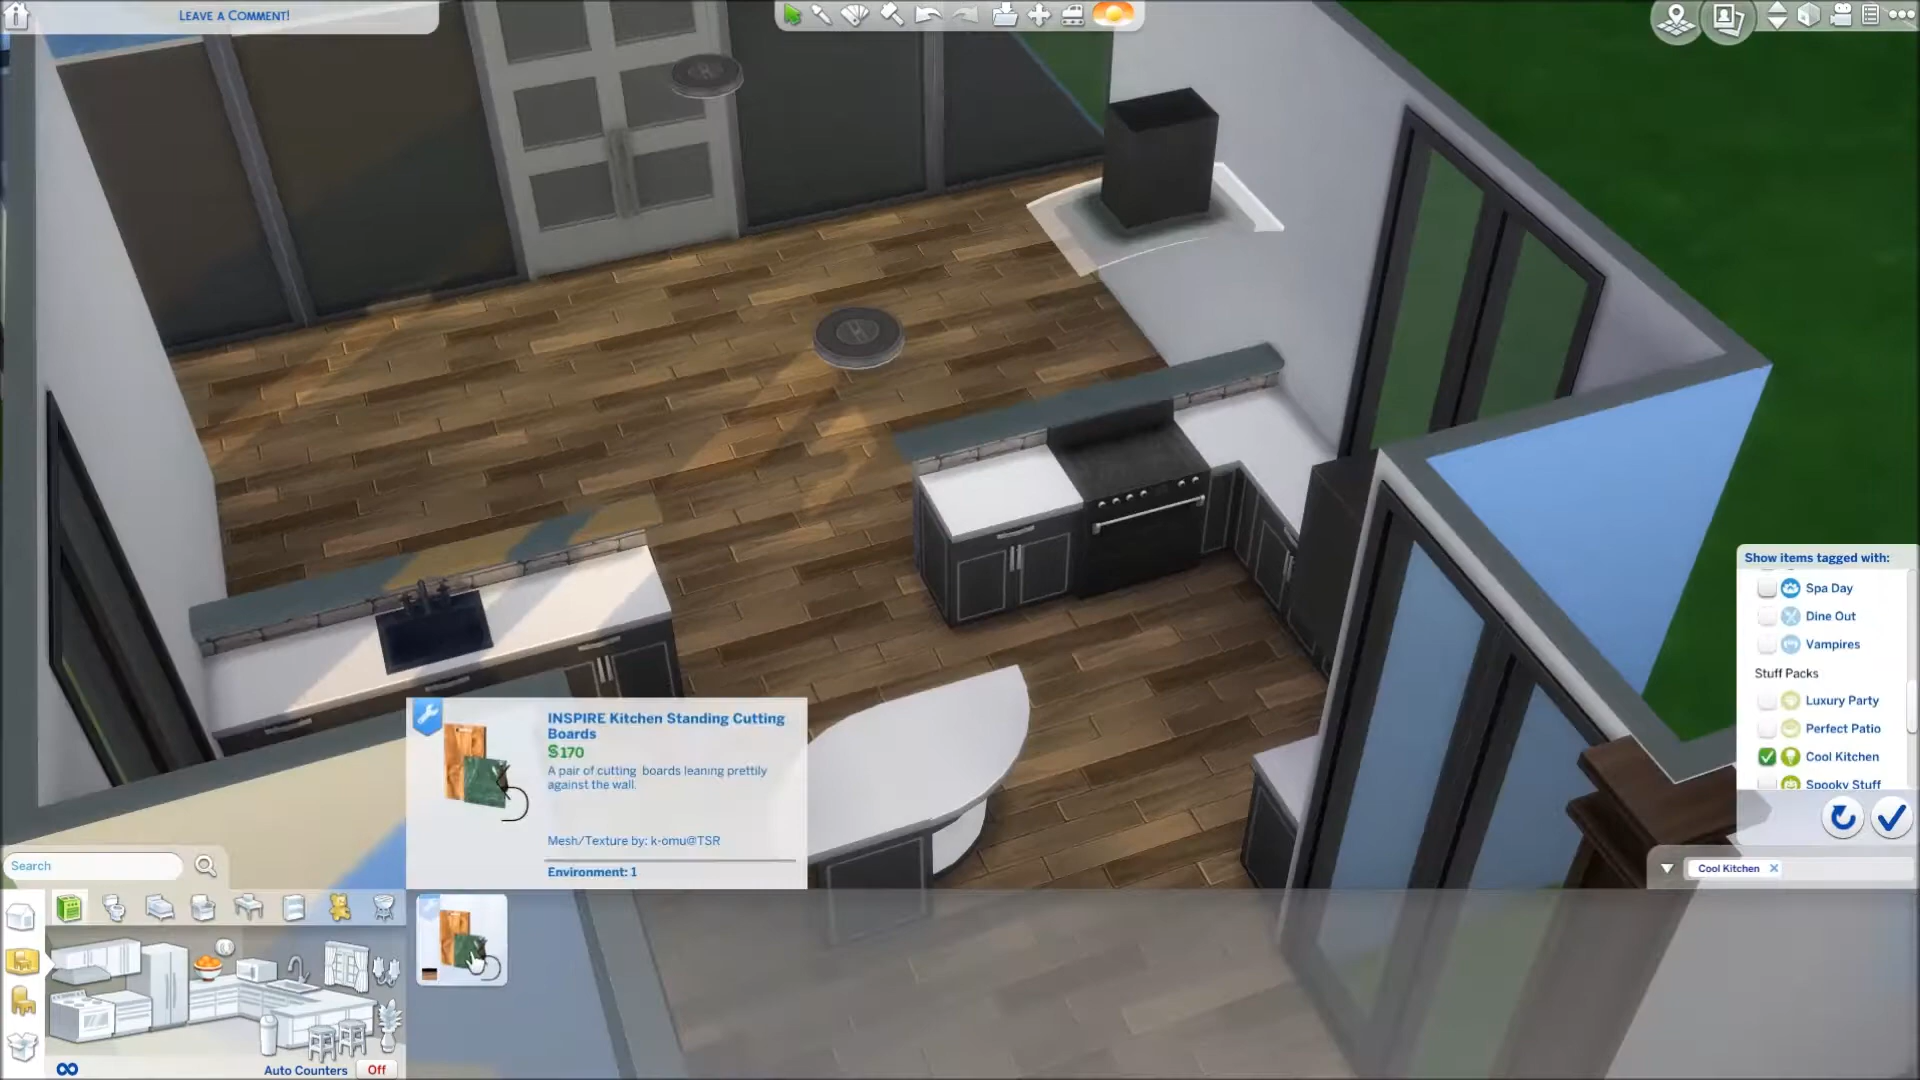 LEAVE A COMMENT!
Show items tagged with:
Spa Day
Dine Out
Vampires
Stuff Packs
Luxury Party
Perfect Patio
Cool Kitchen
Spooky Stuff
INSPIRE Kitchen Standing Cutting
Boards
§170
A pair of cutting boards leaning prettily
against the wall.
Mesh/Texture by: k-omu@TSR
Environment: 1
Search
Cool Kitchen
Auto Counters Off